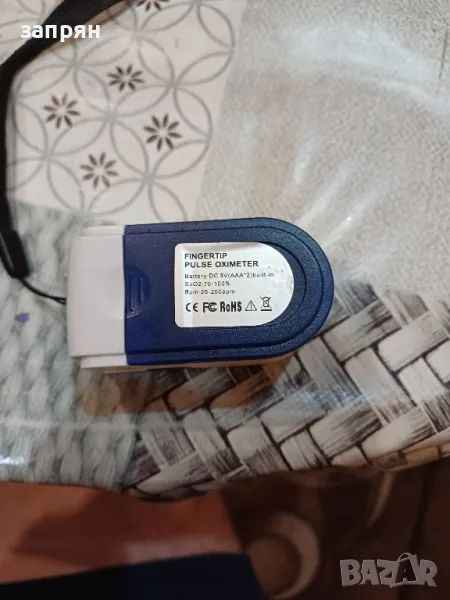 запрян
FINGERTIP
PULSE OXIMETER
Battery:DC 3V(AAA*2)built-in
SpO2:70-100%
Bpm:25-250bpm
CE FC RoHS
BAZAR